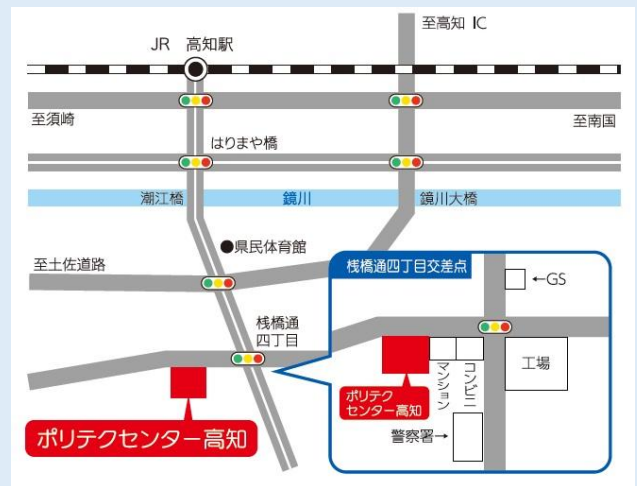 至高知 IC
JR 高知駅
至須崎
至南国
はりまや橋
潮江橋
鏡川
鏡川大橋
●県民体育館
至土佐道路
桟橋通四丁目交差点
←GS
桟橋通
四丁目
工場
コンビニ
マンション
ポリテク
センター高知
警察署→
ポリテクセンター高知